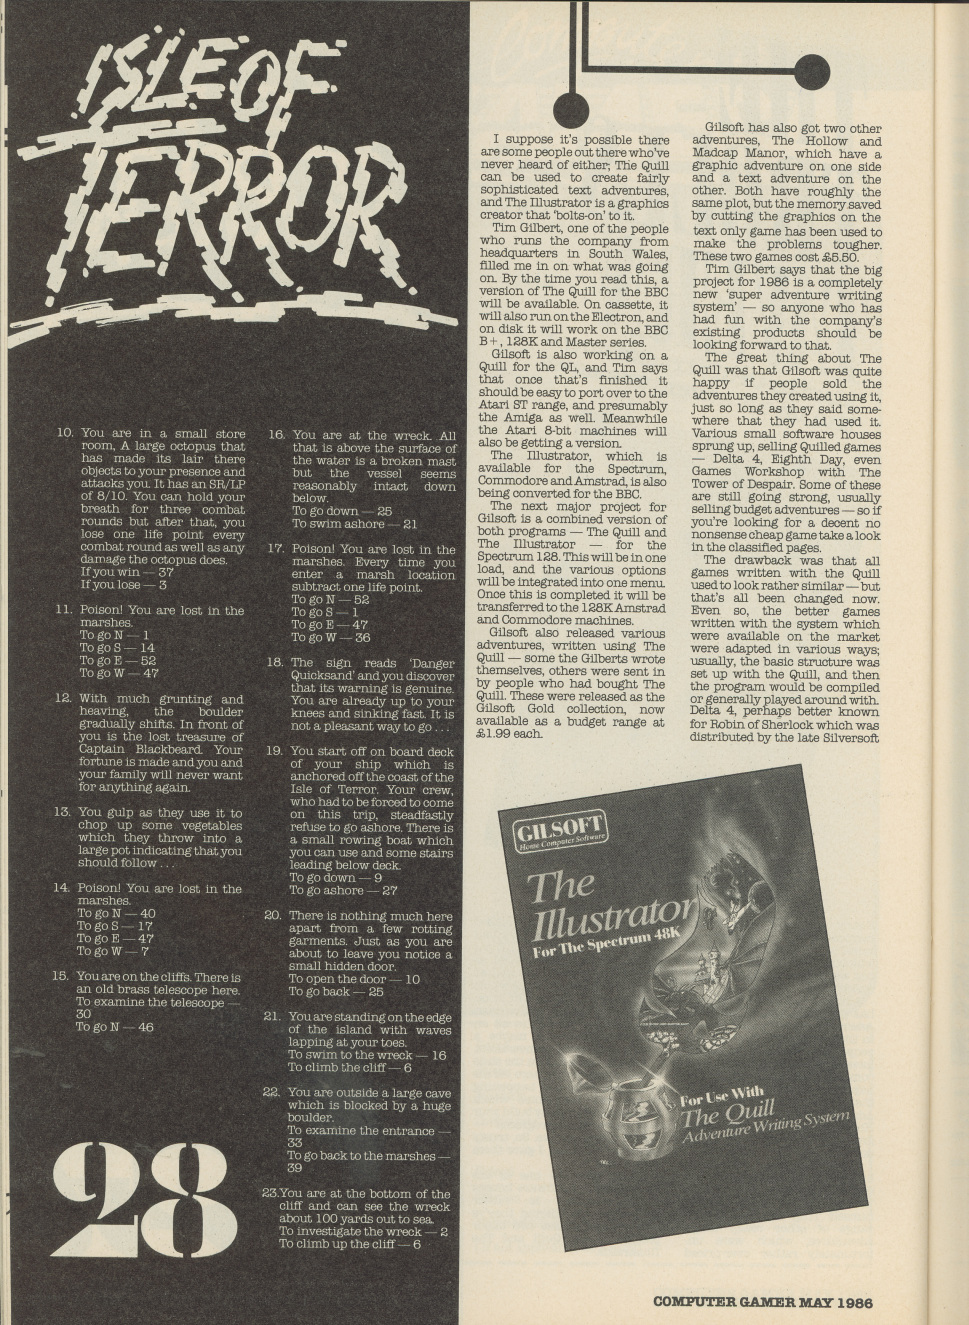 ISLE OF
TERROR
10. You are in a small store
room, A large octopus that
has made its lair there
objects to your presence and
attacks you. It has an SR/LP
of 8/10. You can hold your
breath for three combat
rounds but after that, you
lose one life point every
combat round as well as any
damage the octopus does.
If you win — 37
If you lose — 3
11. Poison! You are lost in the
marshes.
To go N — 1
To go S — 14
To go E — 52
To go W — 47
12. With much grunting and
heaving, the boulder
gradually shifts. In front of
you is the lost treasure of
Captain Blackbeard. Your
fortune is made and you and
your family will never want
for anything again.
13. You gulp as they use it to
chop up some vegetables
which they throw into a
large pot indicating that you
should follow . . .
14. Poison! You are lost in the
marshes.
To go N — 40
To go S — 17
To go E — 47
To go W — 7
15. You are on the cliffs. There is
an old brass telescope here.
To examine the telescope —
30
To go N — 46
16. You are at the wreck. All
that is above the surface of
the water is a broken mast
but the vessel seems
reasonably intact down
below.
To go down — 25
To swim ashore — 21
17. Poison! You are lost in the
marshes. Every time you
enter a marsh location
subtract one life point.
To go N — 52
To go S — 1
To go E — 47
To go W — 36
18. The sign reads 'Danger
Quicksand' and you discover
that its warning is genuine.
You are already up to your
knees and sinking fast. It is
not a pleasant way to go . . .
19. You start off on board deck
of your ship which is
anchored off the coast of the
Isle of Terror. Your crew,
who had to be forced to come
on this trip, steadfastly
refuse to go ashore. There is
a small rowing boat which
you can use and some stairs
leading below deck.
To go down — 9
To go ashore — 27
20. There is nothing much here
apart from a few rotting
garments. Just as you are
about to leave you notice a
small hidden door.
To open the door — 10
To go back — 25
21. You are standing on the edge
of the island with waves
lapping at your toes.
To swim to the wreck — 16
To climb the cliff — 6
22. You are outside a large cave
which is blocked by a huge
boulder.
To examine the entrance —
33
To go back to the marshes —
39
23. You are at the bottom of the
cliff and can see the wreck
about 100 yards out to sea.
To investigate the wreck — 2
To climb up the cliff — 6
28
I suppose it's possible there
are some people out there who've
never heard of either; The Quill
can be used to create fairly
sophisticated text adventures,
and The Illustrator is a graphics
creator that 'bolts-on' to it.
Tim Gilbert, one of the people
who runs the company from
headquarters in South Wales,
filled me in on what was going
on. By the time you read this, a
version of The Quill for the BBC
will be available. On cassette, it
will also run on the Electron, and
on disk it will work on the BBC
B+, 128K and Master series.
Gilsoft is also working on a
Quill for the QL, and Tim says
that once that's finished it
should be easy to port over to the
Atari ST range, and presumably
the Amiga as well. Meanwhile
the Atari 8-bit machines will
also be getting a version.
The Illustrator, which is
available for the Spectrum,
Commodore and Amstrad, is also
being converted for the BBC.
The next major project for
Gilsoft is a combined version of
both programs — The Quill and
The Illustrator — for the
Spectrum 128. This will be in one
load, and the various options
will be integrated into one menu.
Once this is completed it will be
transferred to the 128K Amstrad
and Commodore machines.
Gilsoft also released various
adventures, written using The
Quill — some the Gilberts wrote
themselves, others were sent in
by people who had bought The
Quill. These were released as the
Gilsoft Gold collection, now
available as a budget range at
£1.99 each.
Gilsoft has also got two other
adventures, The Hollow and
Madcap Manor, which have a
graphic adventure on one side
and a text adventure on the
other. Both have roughly the
same plot, but the memory saved
by cutting the graphics on the
text only game has been used to
make the problems tougher.
These two games cost £5.50.
Tim Gilbert says that the big
project for 1986 is a completely
new 'super adventure writing
system' — so anyone who has
had fun with the company's
existing products should be
looking forward to that.
The great thing about The
Quill was that Gilsoft was quite
happy if people sold the
adventures they created using it,
just so long as they said some-
where that they had used it.
Various small software houses
sprung up, selling Quilled games
— Delta 4, Eighth Day, even
Games Workshop with The
Tower of Despair. Some of these
are still going strong, usually
selling budget adventures — so if
you're looking for a decent no
nonsense cheap game take a look
in the classified pages.
The drawback was that all
games written with the Quill
used to look rather similar — but
that's all been changed now.
Even so, the better games
written with the system which
were available on the market
were adapted in various ways;
usually, the basic structure was
set up with the Quill, and then
the program would be compiled
or generally played around with.
Delta 4, perhaps better known
for Robin of Sherlock which was
distributed by the late Silversoft
GILSOFT
Home Computer Software
The
Illustrator
For The Spectrum 48K
For Use With
The Quill
Adventure Writing System
COMPUTER GAMER MAY 1986